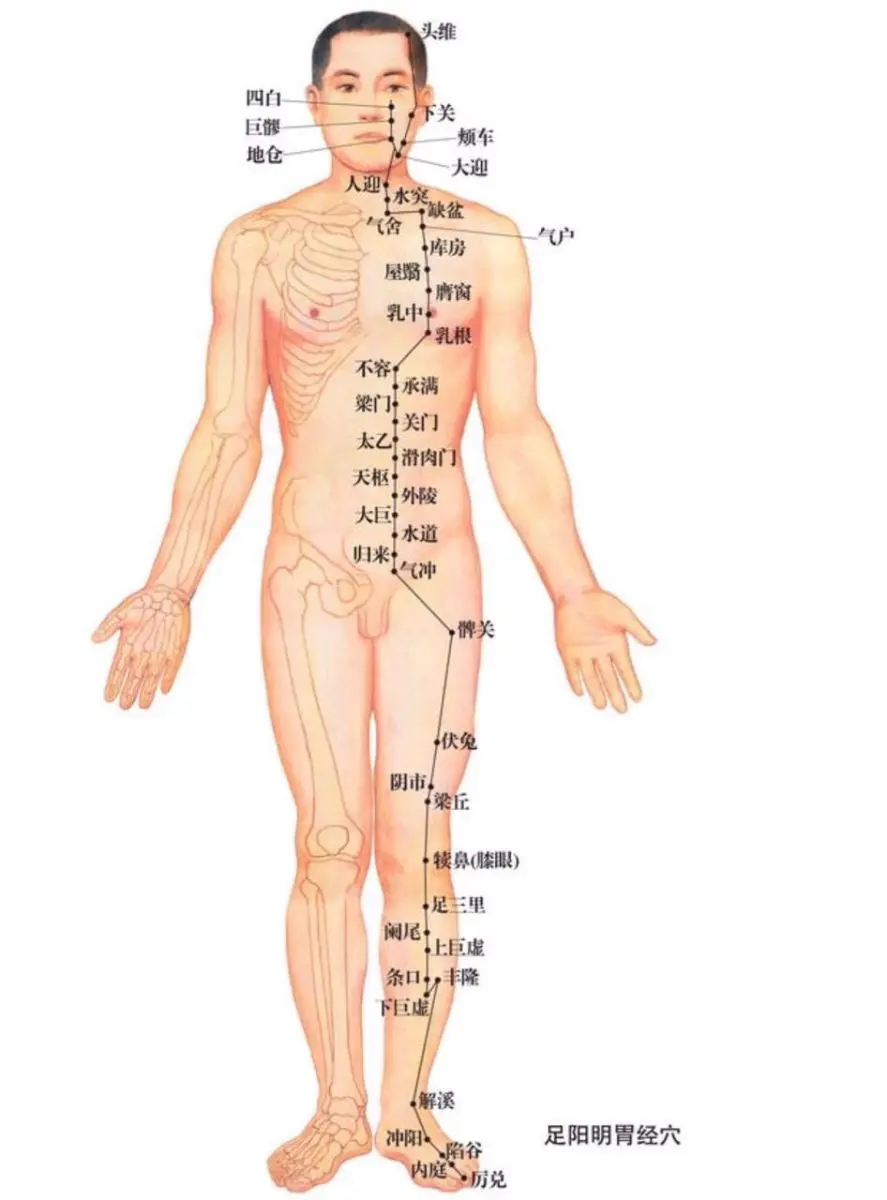 头维
四白
下关
巨髎
颊车
地仓
大迎
人迎
水突
缺盆
气舍
气户
库房
屋翳
膺窗
乳中
乳根
不容
承满
梁门
关门
太乙
滑肉门
天枢
外陵
大巨
水道
归来
气冲
髀关
伏兔
阴市
梁丘
犊鼻(膝眼)
足三里
阑尾
上巨虚
条口
丰隆
下巨虚
解溪
足阳明胃经穴
冲阳
陷谷
内庭
厉兑